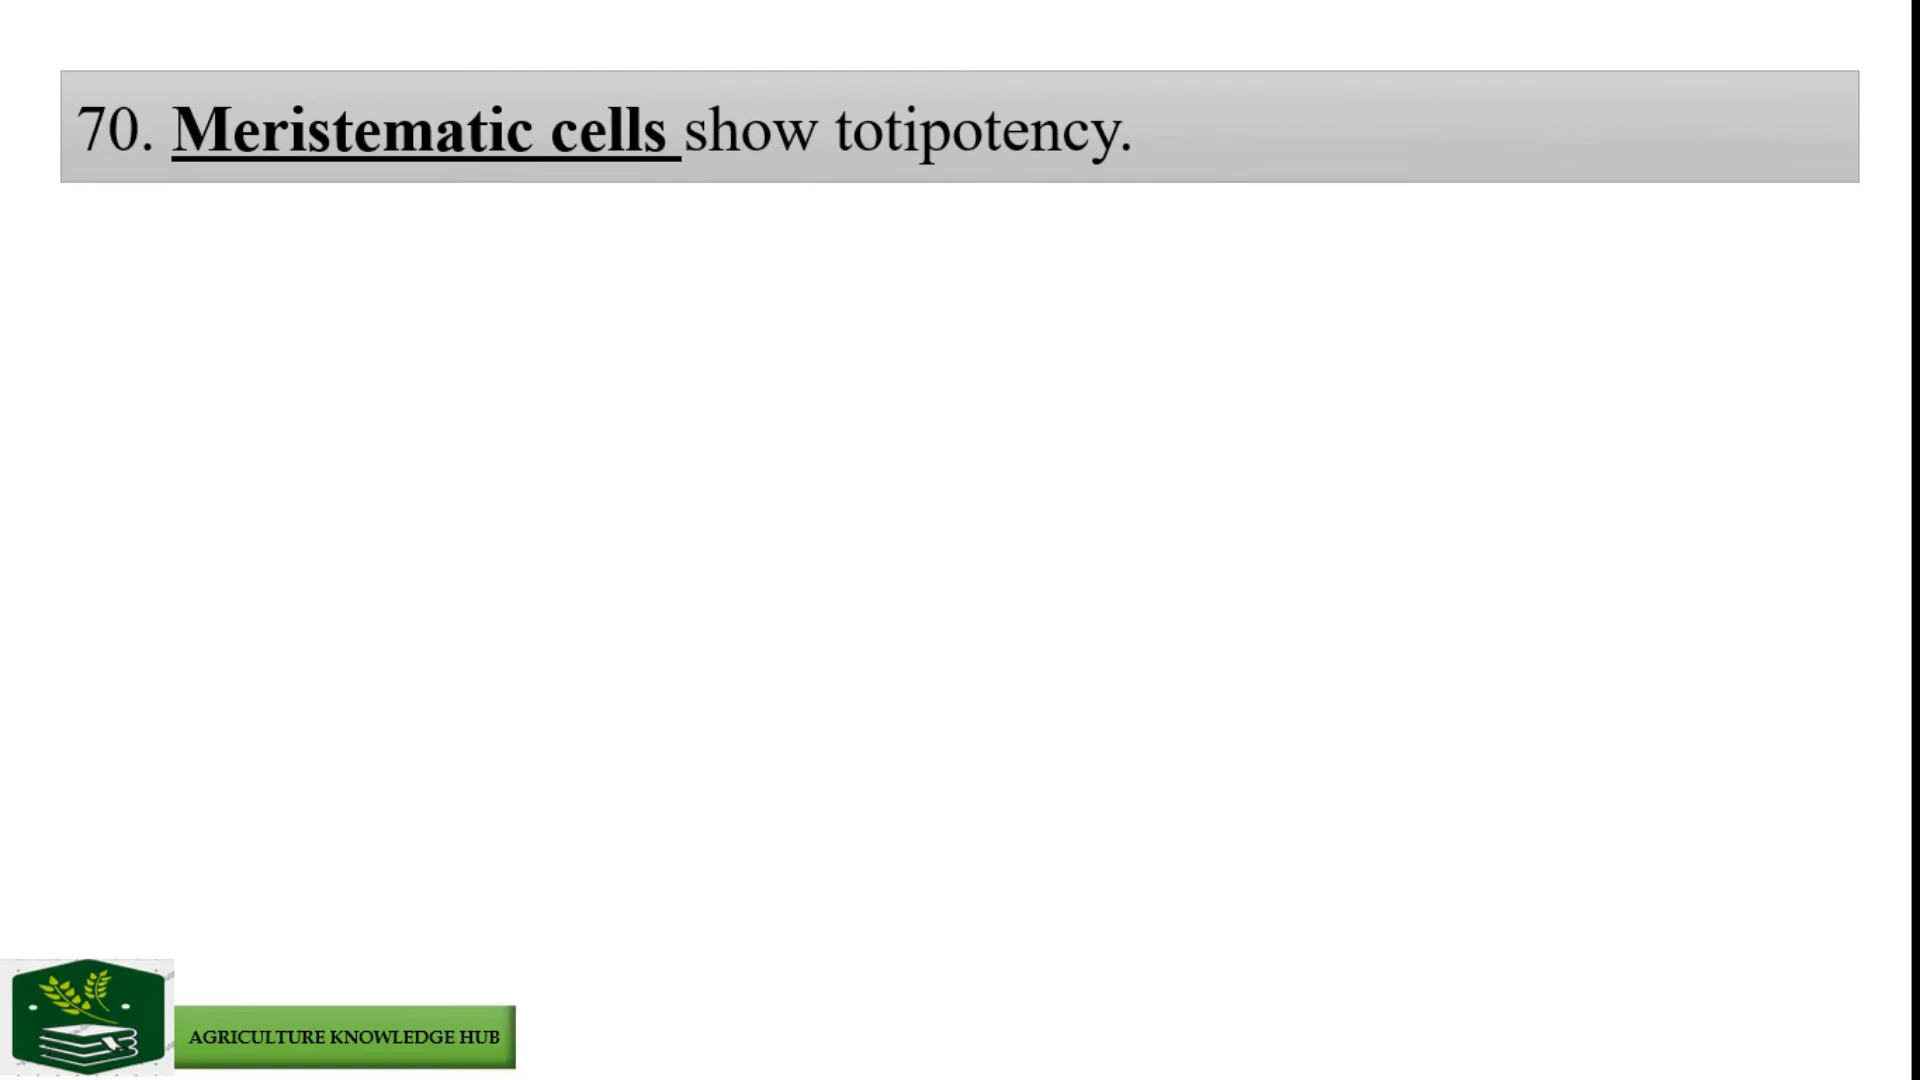 70. Meristematic cells show totipotency.
AGRICULTURE KNOWLEDGE HUB